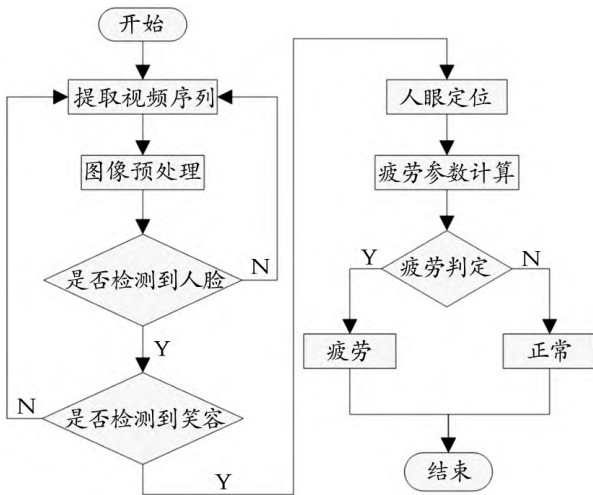 开始
提取视频序列
图像预处理
是否检测到人脸
N
Y
是否检测到笑容
N
Y
人眼定位
疲劳参数计算
疲劳判定
Y
N
疲劳
正常
结束